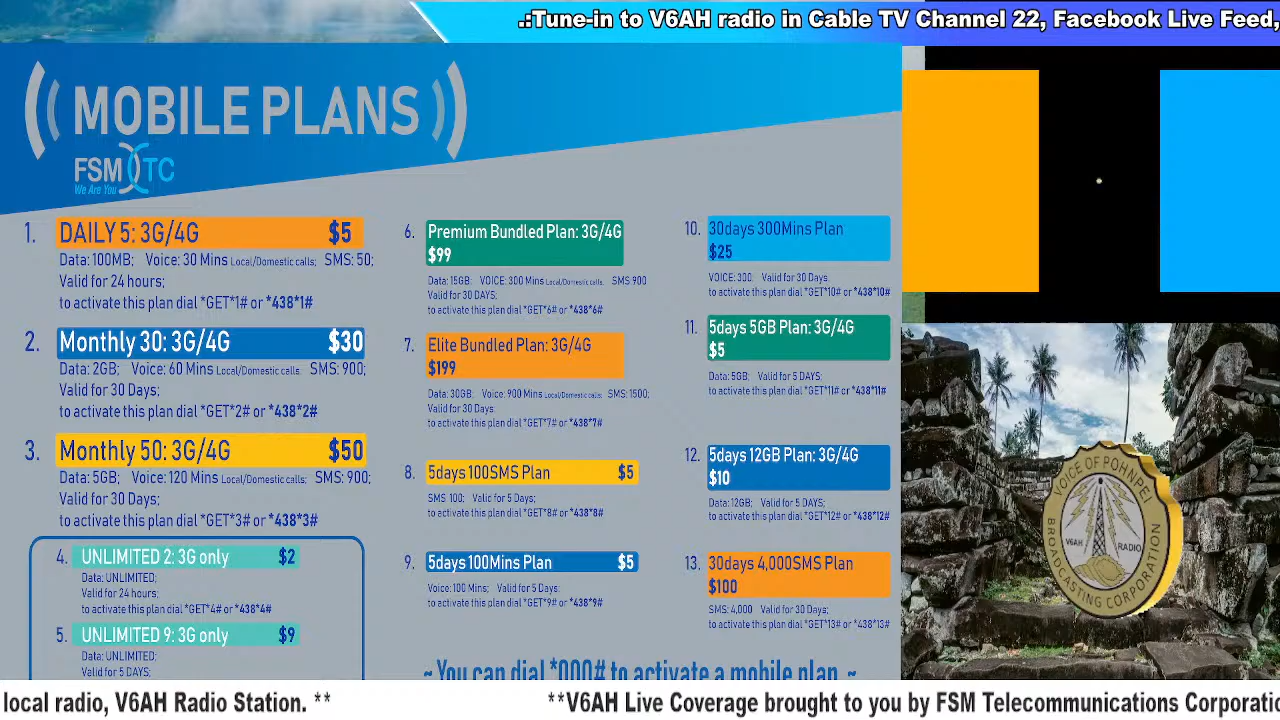 .:Tune-in to V6AH radio in Cable TV Channel 22, Facebook Live Feed,
MOBILE PLANS
FSM TC
We Are You
1. DAILY 5: 3G/4G $5
Data: 100MB; Voice: 30 Mins Local/Domestic calls; SMS: 50;
Valid for 24 hours;
to activate this plan dial *GET*1# or *438*1#
2. Monthly 30: 3G/4G $30
Data: 2GB; Voice: 60 Mins Local/Domestic calls; SMS: 900;
Valid for 30 Days;
to activate this plan dial *GET*2# or *438*2#
3. Monthly 50: 3G/4G $50
Data: 5GB; Voice: 120 Mins Local/Domestic calls; SMS: 900;
Valid for 30 Days;
to activate this plan dial *GET*3# or *438*3#
4. UNLIMITED 2: 3G only $2
Data: UNLIMITED;
Valid for 24 hours;
to activate this plan dial *GET*4# or *438*4#
5. UNLIMITED 9: 3G only $9
Data: UNLIMITED;
Valid for 5 DAYS;
6. Premium Bundled Plan: 3G/4G
$99
Data: 15GB; VOICE: 300 Mins Local/Domestic calls; SMS 900
Valid for 30 DAYS;
to activate this plan dial *GET*6# or *438*6#
7. Elite Bundled Plan: 3G/4G
$199
Data: 30GB; Voice: 900 Mins Local/Domestic calls; SMS: 1500;
Valid for 30 Days;
to activate this plan dial *GET*7# or *438*7#
8. 5days 100SMS Plan $5
SMS 100; Valid for 5 Days;
to activate this plan dial *GET*8# or *438*8#
9. 5days 100Mins Plan $5
Voice: 100 Mins; Valid for 5 Days;
to activate this plan dial *GET*9# or *438*9#
10. 30days 300Mins Plan
$25
VOICE: 300 Valid for 30 Days;
to activate this plan dial *GET*10# or *438*10#
11. 5days 5GB Plan: 3G/4G
$5
Data: 5GB; Valid for 5 DAYS;
to activate this plan dial *GET*11# or *438*11#
12. 5days 12GB Plan: 3G/4G
$10
Data: 12GB; Valid for 5 DAYS;
to activate this plan dial *GET*12# or *438*12#
13. 30days 4,000SMS Plan
$100
SMS: 4,000 Valid for 30 Days;
to activate this plan dial *GET*13# or *438*13#
~ You can dial *000# to activate a mobile plan ~
VOICE OF POHNPEI
V6AH RADIO
BROADCASTING CORPORATION
local radio, V6AH Radio Station. ** **V6AH Live Coverage brought to you by FSM Telecommunications Corporatio